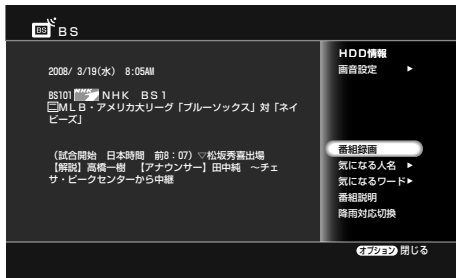 BS BS
2008/ 3/19(水) 8:05AM
BS101 NHK NHK BS1
MLB・アメリカ大リーグ「ブルーソックス」対「ネイ
ビーズ」
(試合開始 日本時間 前8:07)▽松坂秀喜出場
【解説】高橋一樹 【アナウンサー】田中純 ~チェ
サ・ピークセンターから中継
HDD情報
画音設定 ▶
番組録画
気になる人名 ▶
気になるワード▶
番組説明
降雨対応切換
オプション 閉じる